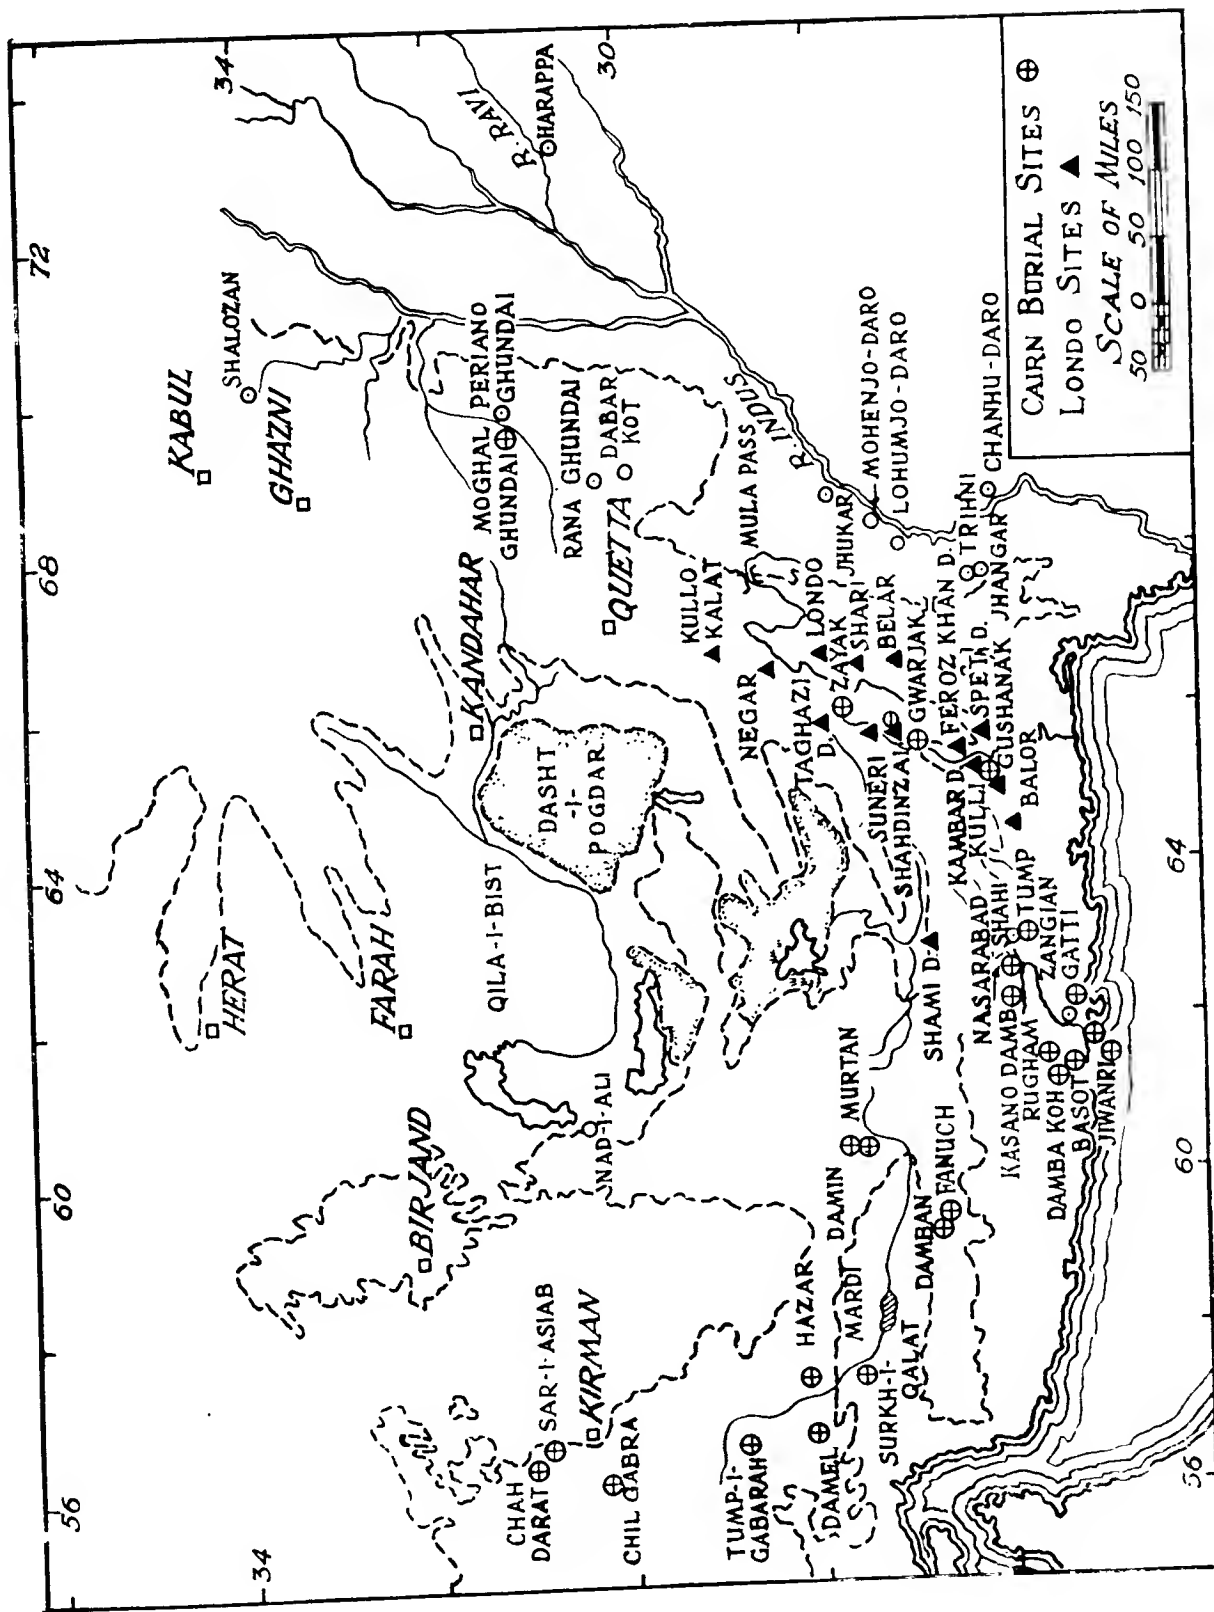 56
60
64
68
72
34
34
30
KABUL
SHALOZAN
GHAZNI
HERAT
FARAH
BIRJAND
KANDAHAR
R. RAVI
HARAPPA
MOGHAL
GHUNDAI
PERIANO
GHUNDAI
RANA GHUNDAI
DABAR
KOT
QUETTA
QILA-I-BIST
DASHT
-I-
POGDAR
NAD-I-ALI
CHAH
DARAT
SAR-I-ASIAB
KIRMAN
CHIL DABRA
KULLO
KALAT
MULA PASS
R. INDUS
NEGAR
TAGHAZI
D.
LONDO
ZAYAK
SHARI
JHUKAR
MOHENJO-DARO
LOHUMJO-DARO
BELAR
SUNERI
SHAHDINZAI
GWARJAK
FEROZ KHAN D.
TRIHNI
CHANHU-DARO
KAMBAR D.
KULLI
SPET D.
GUSHANAK
JHANGAR
BALOR
SHAMI D.
NASARABAD
SHAHI
TUMP
KASANO DAMB
RUGHAM
ZANGIAN
GATTI
DAMBA KOH
BASOT
JIWANRI
MURTAN
DAMIN
FANUCH
DAMBAN
HAZAR
MARDI
SURKH-I-
QALAT
TUMP-I-
GABARAH
DAMEL
56
60
64
CAIRN BURIAL SITES
LONDO SITES
SCALE OF MILES
50 0 50 100 150